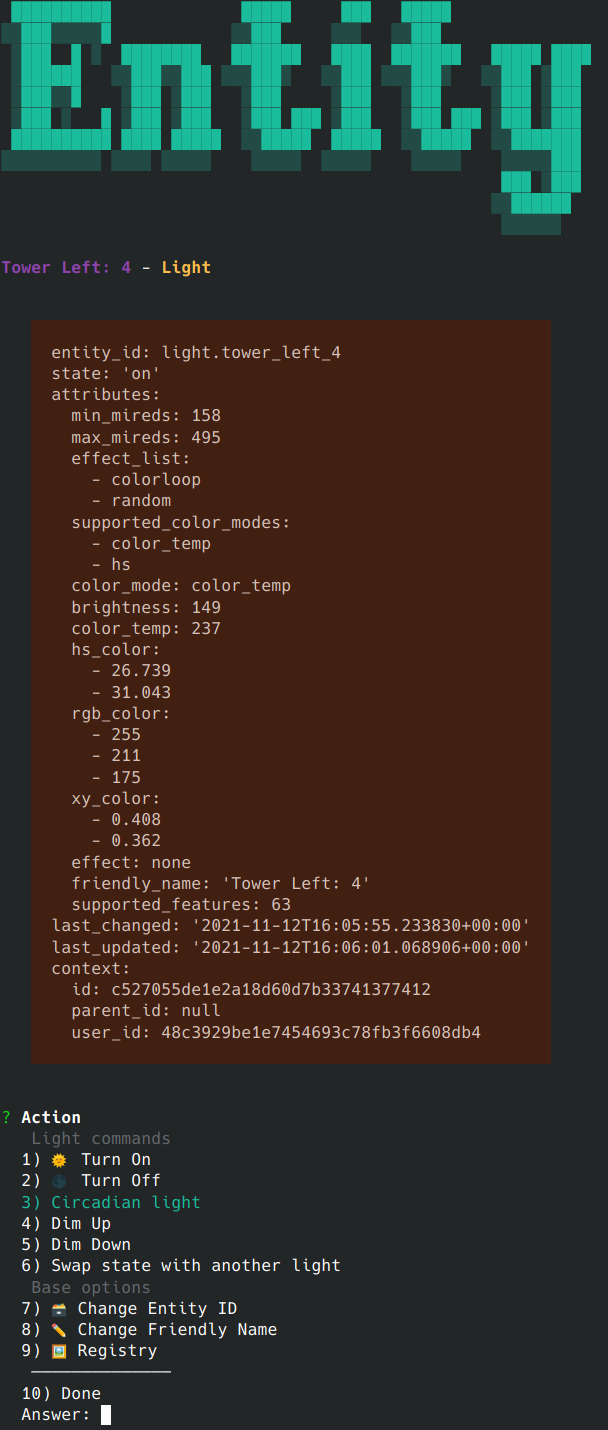 Entity
Tower Left: 4 - Light
entity_id: light.tower_left_4
state: 'on'
attributes:
  min_mireds: 158
  max_mireds: 495
  effect_list:
    - colorloop
    - random
  supported_color_modes:
    - color_temp
    - hs
  color_mode: color_temp
  brightness: 149
  color_temp: 237
  hs_color:
    - 26.739
    - 31.043
  rgb_color:
    - 255
    - 211
    - 175
  xy_color:
    - 0.408
    - 0.362
  effect: none
  friendly_name: 'Tower Left: 4'
  supported_features: 63
last_changed: '2021-11-12T16:05:55.233830+00:00'
last_updated: '2021-11-12T16:06:01.068906+00:00'
context:
  id: c527055de1e2a18d60d7b33741377412
  parent_id: null
  user_id: 48c3929be1e7454693c78fb3f6608db4
? Action
Light commands
1) 🌞 Turn On
2) 🌑 Turn Off
3) Circadian light
4) Dim Up
5) Dim Down
6) Swap state with another light
Base options
7) 🗃️ Change Entity ID
8) ✏️ Change Friendly Name
9) 🖼️ Registry
──────────────
10) Done
Answer: